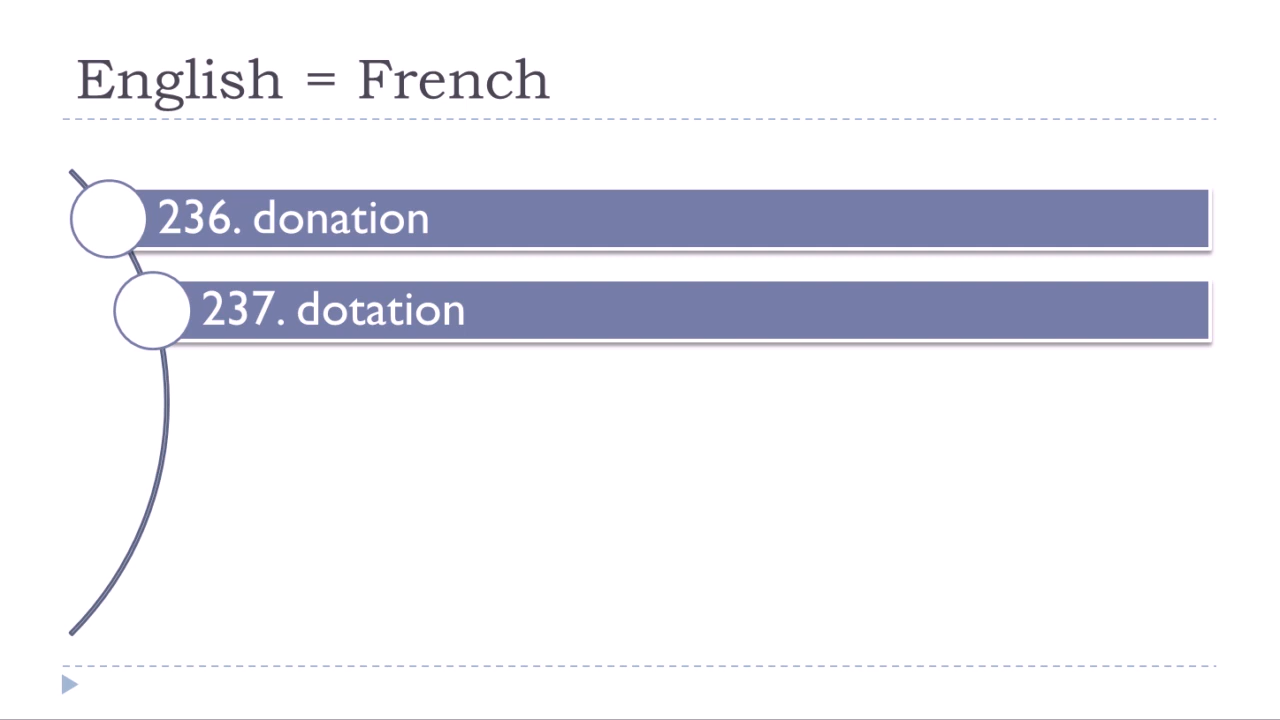 English = French
236. donation
237. dotation